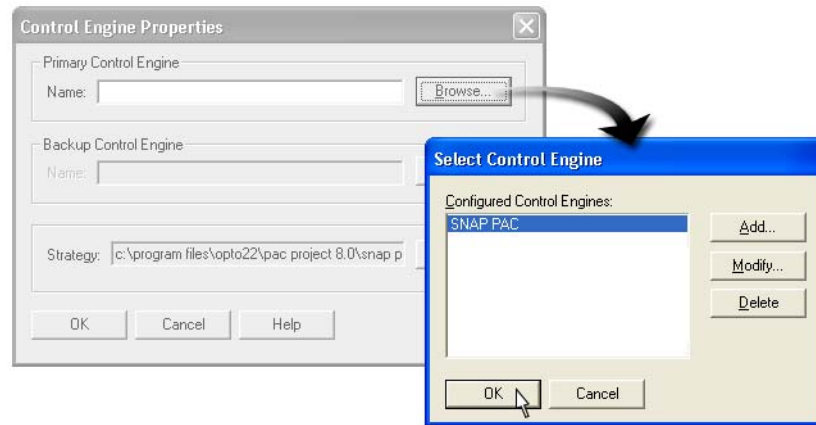 Control Engine Properties
Primary Control Engine
Name:
Browse...
Backup Control Engine
Name:
Strategy: c:\program files\opto22\pac project 8.0\snap p
OK Cancel Help
Select Control Engine
Configured Control Engines:
SNAP PAC
Add...
Modify...
Delete
OK Cancel